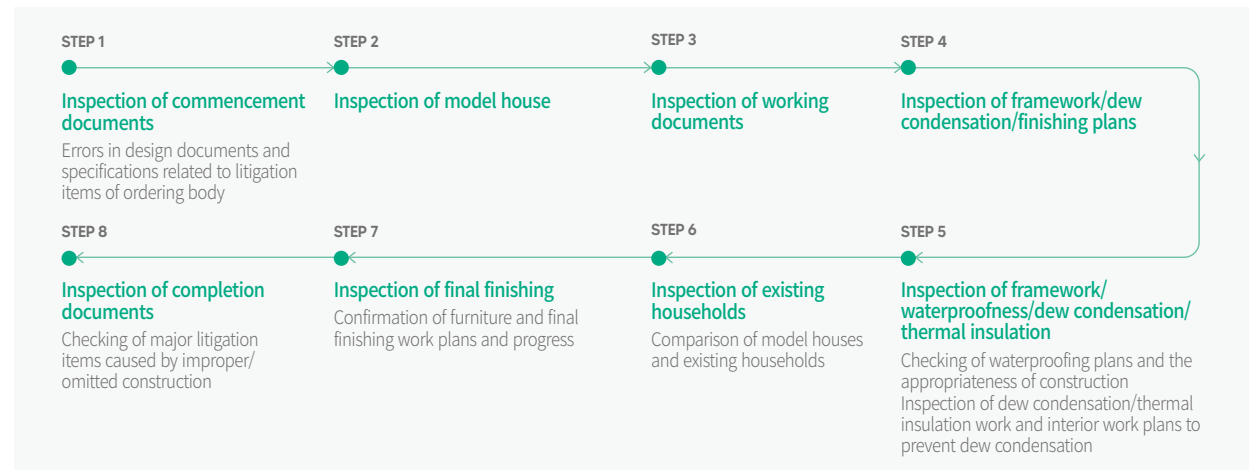 STEP 1
Inspection of commencement
documents
Errors in design documents and
specifications related to litigation
items of ordering body
STEP 2
Inspection of model house
STEP 3
Inspection of working
documents
STEP 4
Inspection of framework/dew
condensation/finishing plans
STEP 5
Inspection of framework/
waterproofness/dew condensation/
thermal insulation
Checking of waterproofing plans and the
appropriateness of construction
Inspection of dew condensation/thermal
insulation work and interior work plans to
prevent dew condensation
STEP 6
Inspection of existing
households
Comparison of model houses
and existing households
STEP 7
Inspection of final finishing
Confirmation of furniture and final
finishing work plans and progress
STEP 8
Inspection of completion
documents
Checking of major litigation
items caused by improper/
omitted construction